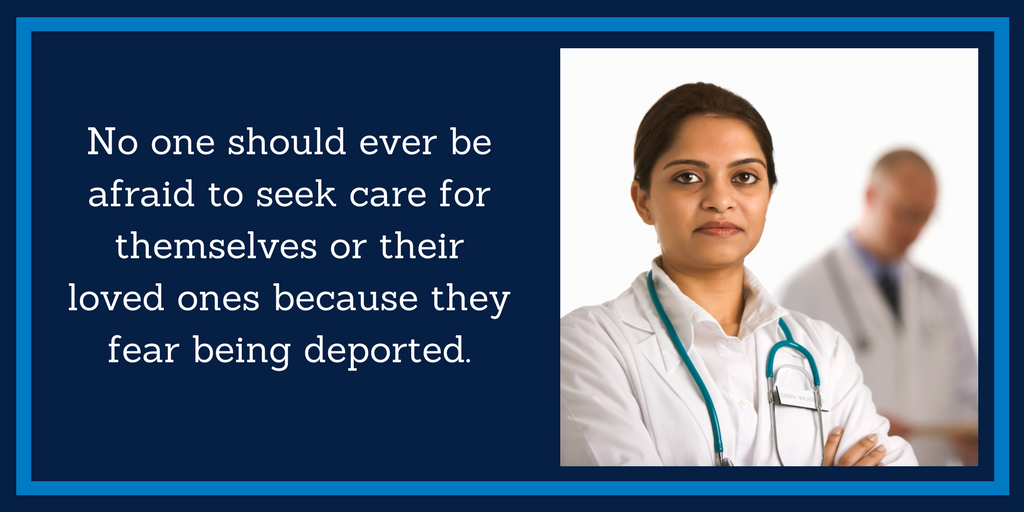 No one should ever be
afraid to seek care for
themselves or their
loved ones because they
fear being deported.